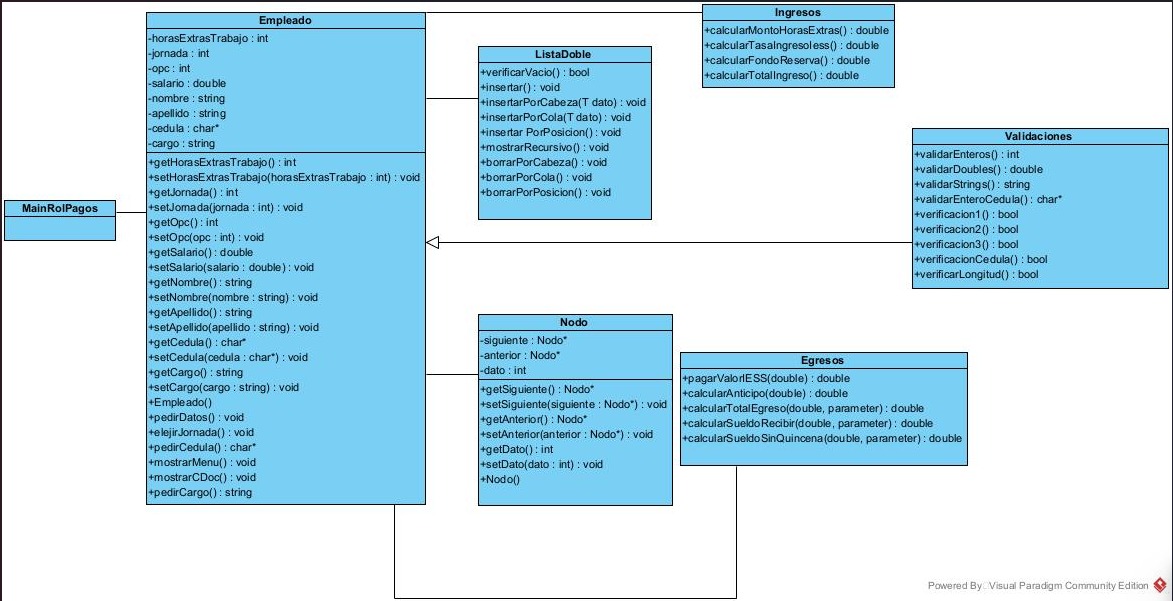 Empleado
-horasExtrasTrabajo : int
-jornada : int
-opc : int
-salario : double
-nombre : string
-apellido : string
-cedula : char*
-cargo : string
+getHorasExtrasTrabajo() : int
+setHorasExtrasTrabajo(horasExtrasTrabajo : int) : void
+getJornada() : int
+setJornada(jornada : int) : void
+getOpc() : int
+setOpc(opc : int) : void
+getSalario() : double
+setSalario(salario : double) : void
+getNombre() : string
+setNombre(nombre : string) : void
+getApellido() : string
+setApellido(apellido : string) : void
+getCedula() : char*
+setCedula(cedula : char*) : void
+getCargo() : string
+setCargo(cargo : string) : void
+Empleado()
+pedirDatos() : void
+elejirJornada() : void
+pedirCedula() : char*
+mostrarMenu() : void
+mostrarCDoc() : void
+pedirCargo() : string
MainRolPagos
ListaDoble
+verificarVacio() : bool
+insertar() : void
+insertarPorCabeza(T dato) : void
+insertarPorCola(T dato) : void
+insertar PorPosicion() : void
+mostrarRecursivo() : void
+borrarPorCabeza() : void
+borrarPorCola() : void
+borrarPorPosicion() : void
Ingresos
+calcularMontoHorasExtras() : double
+calcularTasaIngresoIess() : double
+calcularFondoReserva() : double
+calcularTotalIngreso() : double
Validaciones
+validarEnteros() : int
+validarDoubles() : double
+validarStrings() : string
+validarEnteroCedula() : char*
+verificacion1() : bool
+verificacion2() : bool
+verificacion3() : bool
+verificacionCedula() : bool
+verificarLongitud() : bool
Nodo
-siguiente : Nodo*
-anterior : Nodo*
-dato : int
+getSiguiente() : Nodo*
+setSiguiente(siguiente : Nodo*) : void
+getAnterior() : Nodo*
+setAnterior(anterior : Nodo*) : void
+getDato() : int
+setDato(dato : int) : void
+Nodo()
Egresos
+pagarValorIESS(double) : double
+calcularAnticipo(double) : double
+calcularTotalEgreso(double, parameter) : double
+calcularSueldoRecibir(double, parameter) : double
+calcularSueldoSinQuincena(double, parameter) : double
Powered By Visual Paradigm Community Edition